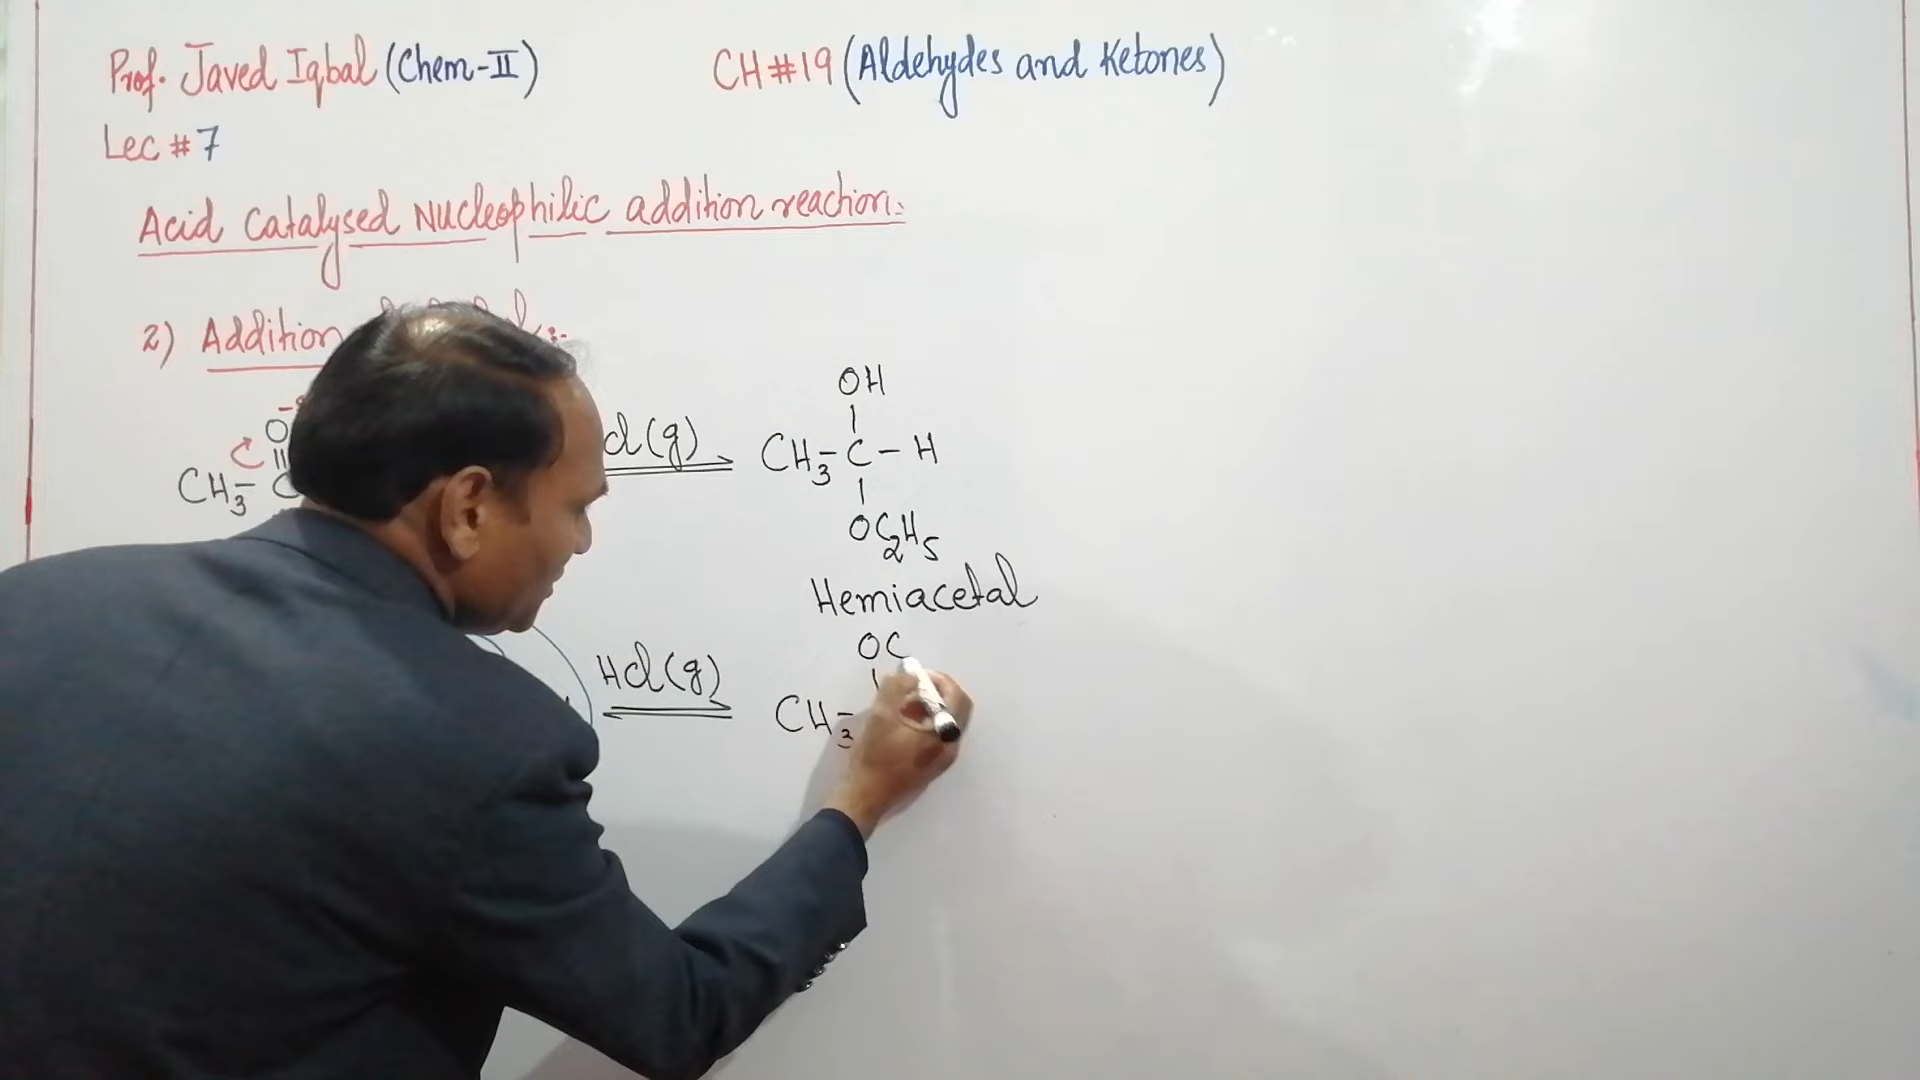 Prof. Javed Iqbal (Chem-II)
CH#19 (Aldehydes and Ketones)
Lec #7
Acid Catalysed Nucleophilic addition reaction:
2) Addition
OH
O
Cl(g)
CH3-C-H
CH3-C
OC2H5
Hemiacetal
OC
HCl(g)
CH3-